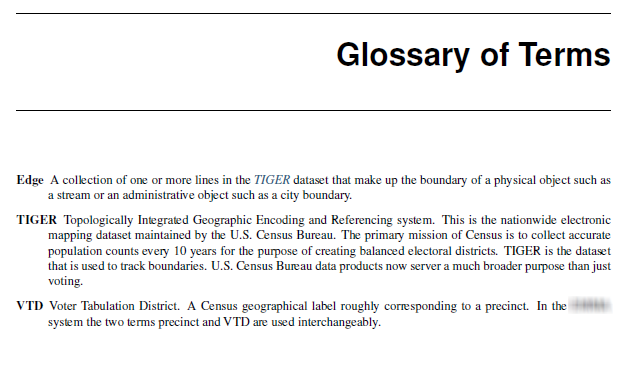 Glossary of Terms
Edge A collection of one or more lines in the TIGER dataset that make up the boundary of a physical object such as
a stream or an administrative object such as a city boundary.
TIGER Topologically Integrated Geographic Encoding and Referencing system. This is the nationwide electronic
mapping dataset maintained by the U.S. Census Bureau. The primary mission of Census is to collect accurate
population counts every 10 years for the purpose of creating balanced electoral districts. TIGER is the dataset
that is used to track boundaries. U.S. Census Bureau data products now server a much broader purpose than just
voting.
VTD Voter Tabulation District. A Census geographical label roughly corresponding to a precinct. In the
system the two terms precinct and VTD are used interchangeably.